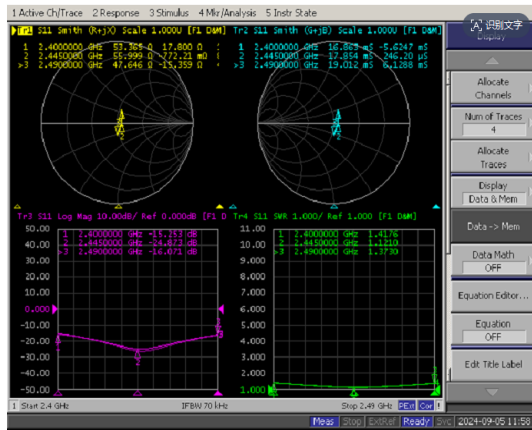 1 Active Ch/Trace 2 Response 3 Stimulus 4 Mkr/Analysis 5 Instr State
识别文字
Display
Tr1 S11 Smith (R+jX) Scale 1.000U [F1 D&M]
1 2.4000000 GHz 53.365 Ω 17.800 Ω
2 2.4450000 GHz 55.999 Ω 772.21 mΩ
>3 2.4900000 GHz 47.646 Ω -15.359 Ω
Tr2 S11 Smith (G+jB) Scale 1.000U [F1 D&M]
1 2.4000000 GHz 16.863 mS -5.6247 mS
2 2.4450000 GHz 17.854 mS -246.20 µS
>3 2.4900000 GHz 19.012 mS 6.1288 mS
Tr3 S11 Log Mag 10.00dB/ Ref 0.000dB [F1 D
50.00
40.00
30.00
20.00
10.00
0.000
-10.00
-20.00
-30.00
-40.00
-50.00
1 2.4000000 GHz -15.253 dB
2 2.4450000 GHz -24.873 dB
>3 2.4900000 GHz -16.071 dB
Tr4 S11 SWR 1.000/ Ref 1.000 [F1 D&M]
11.00
10.00
9.000
8.000
7.000
6.000
5.000
4.000
3.000
2.000
1.000
1 2.4000000 GHz 1.4176
2 2.4450000 GHz 1.1210
>3 2.4900000 GHz 1.3730
1 Start 2.4 GHz
IFBW 70 kHz
Stop 2.49 GHz
PExt Cor !
Allocate
Channels
Num of Traces
4
Allocate
Traces
Display
Data & Mem
Data -> Mem
Data Math
OFF
Equation Editor...
Equation
OFF
Edit Title Label
Meas Stop ExtRef Ready Svc 2024-09-05 11:58